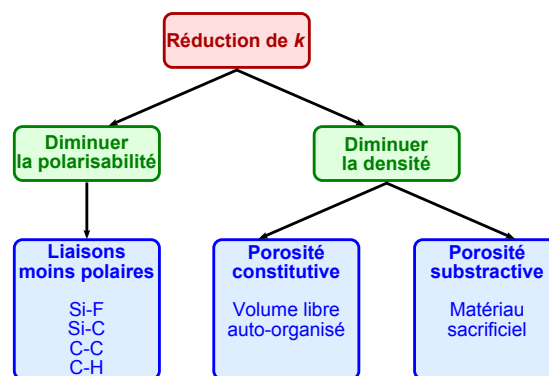 Réduction de k
Diminuer
la polarisabilité
Diminuer
la densité
Liaisons
moins polaires
Si-F
Si-C
C-C
C-H
Porosité
constitutive
Volume libre
auto-organisé
Porosité
substractive
Matériau
sacrificiel